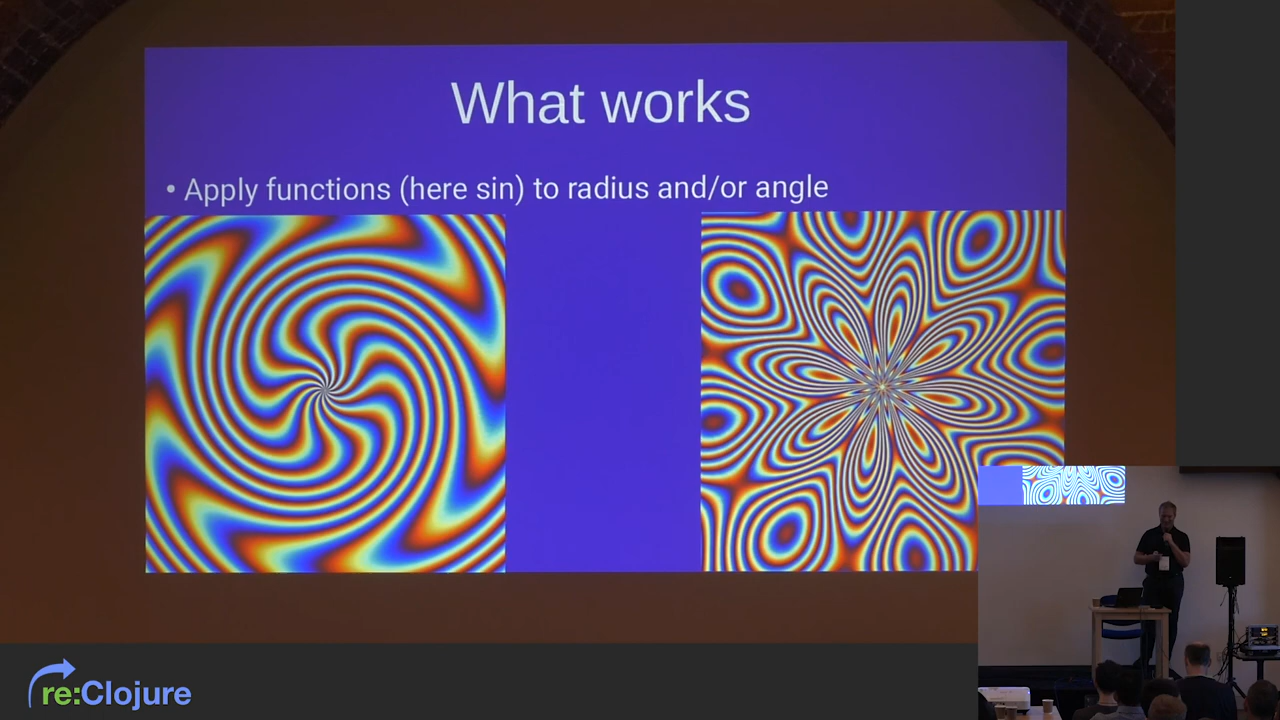 What works
• Apply functions (here sin) to radius and/or angle
re:Clojure